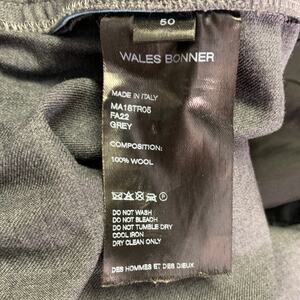 50
WALES BONNER
MADE IN ITALY
MA18TR05
FA22
GREY
COMPOSITION:
100% WOOL
DO NOT WASH
DO NOT BLEACH
DO NOT TUMBLE DRY
COOL IRON
DRY CLEAN ONLY
DES HOMMES ET DES DIEUX